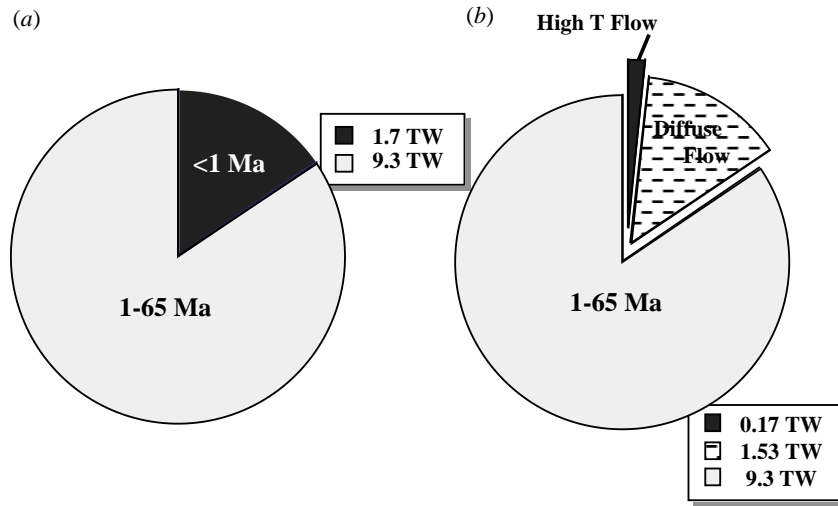 (a)
<1 Ma
1-65 Ma
1.7 TW
9.3 TW
(b)
High T Flow
Diffuse
Flow
1-65 Ma
0.17 TW
1.53 TW
9.3 TW